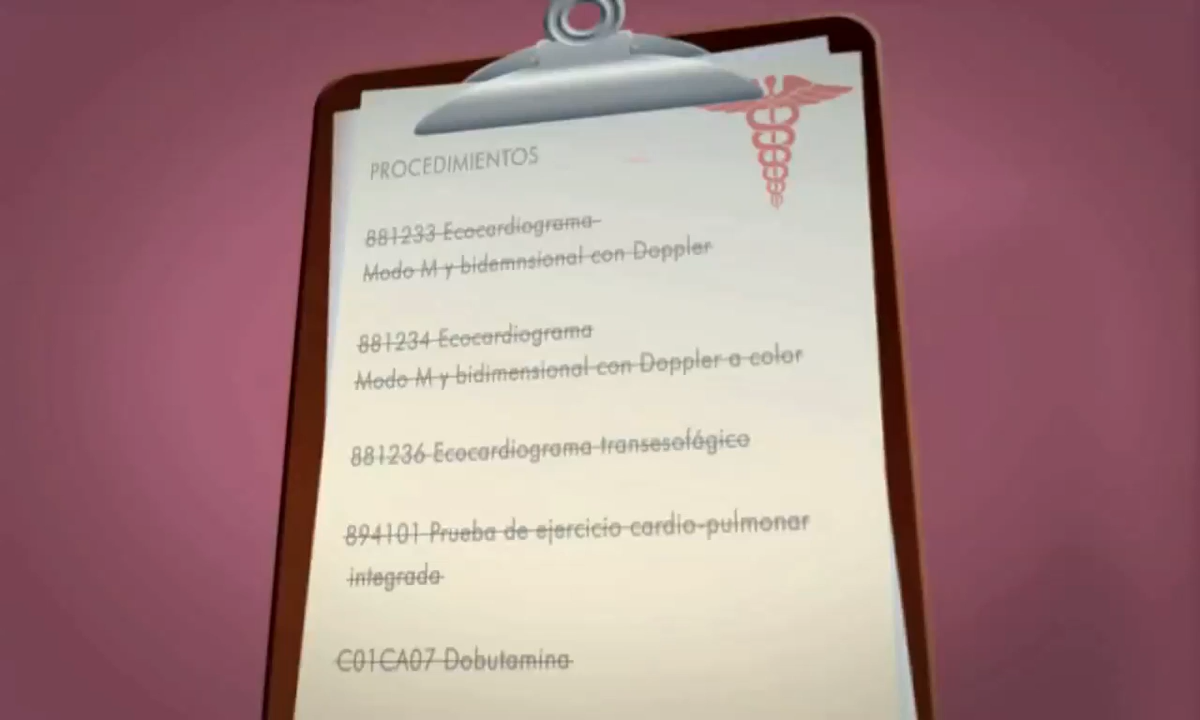 PROCEDIMIENTOS
881233 Ecocardiograma
Modo M y bidemnsional con Doppler
881234 Ecocardiograma
Modo M y bidimensional con Doppler a color
881236 Ecocardiograma transesofágico
894101 Prueba de ejercicio cardio-pulmonar
integrada
C01CA07 Dobutamina